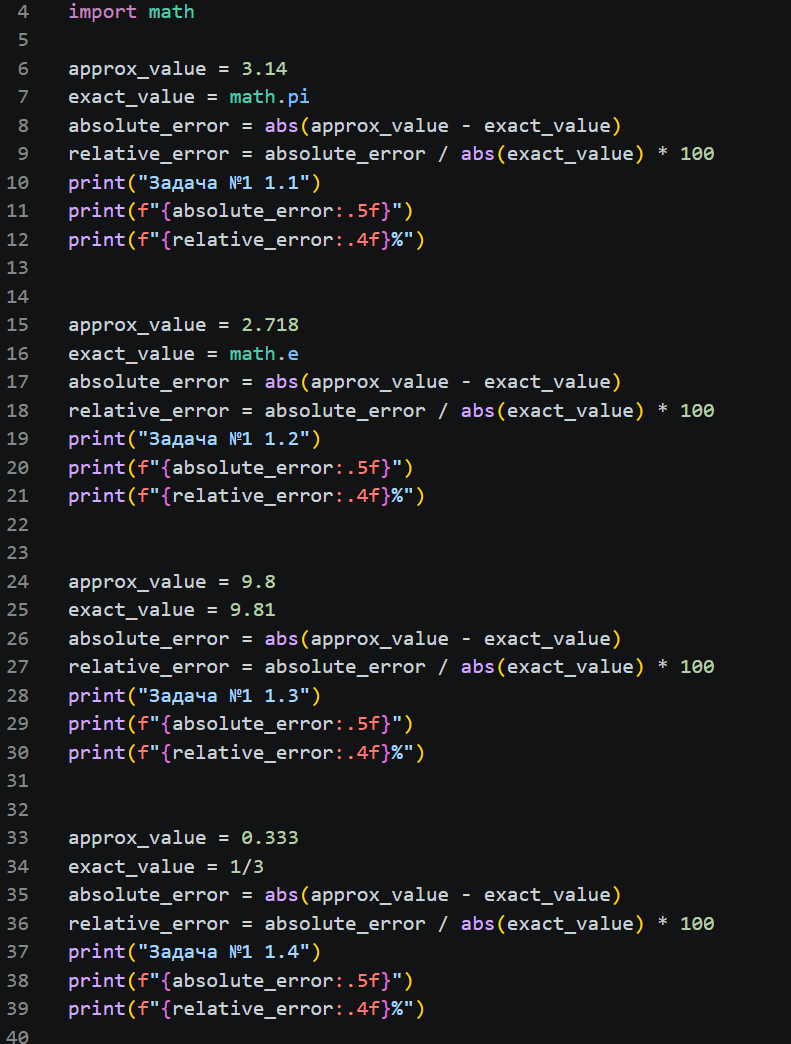 4 import math
5
6 approx_value = 3.14
7 exact_value = math.pi
8 absolute_error = abs(approx_value - exact_value)
9 relative_error = absolute_error / abs(exact_value) * 100
10 print("Задача №1 1.1")
11 print(f"{absolute_error:.5f}")
12 print(f"{relative_error:.4f}%")
13
14
15 approx_value = 2.718
16 exact_value = math.e
17 absolute_error = abs(approx_value - exact_value)
18 relative_error = absolute_error / abs(exact_value) * 100
19 print("Задача №1 1.2")
20 print(f"{absolute_error:.5f}")
21 print(f"{relative_error:.4f}%")
22
23
24 approx_value = 9.8
25 exact_value = 9.81
26 absolute_error = abs(approx_value - exact_value)
27 relative_error = absolute_error / abs(exact_value) * 100
28 print("Задача №1 1.3")
29 print(f"{absolute_error:.5f}")
30 print(f"{relative_error:.4f}%")
31
32
33 approx_value = 0.333
34 exact_value = 1/3
35 absolute_error = abs(approx_value - exact_value)
36 relative_error = absolute_error / abs(exact_value) * 100
37 print("Задача №1 1.4")
38 print(f"{absolute_error:.5f}")
39 print(f"{relative_error:.4f}%")
40